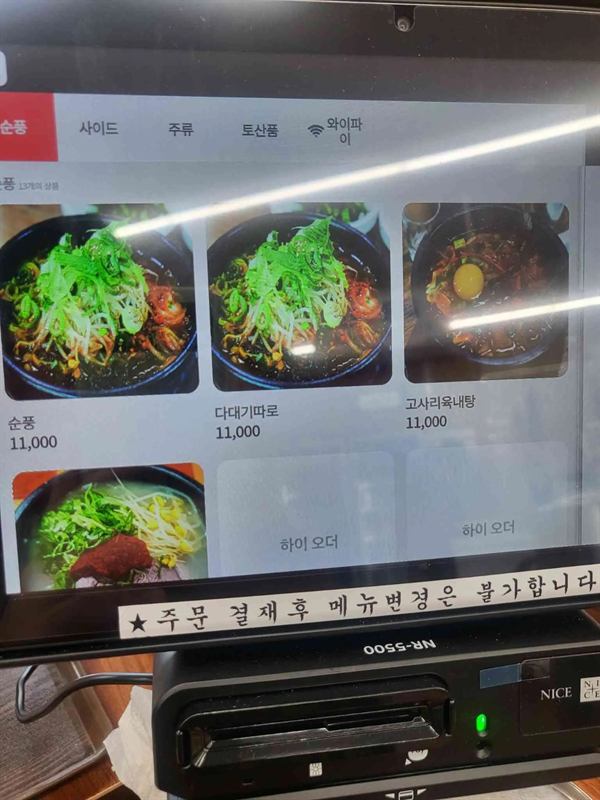 순풍 사이드 주류 토산품 와이파
이
순풍 13개의 상품
순풍 다대기따로 고사리육내탕
11,000 11,000 11,000
하이 오더 하이 오더
★주문 결재후 메뉴변경은 불가합니다
NR-5500
NICE NICE